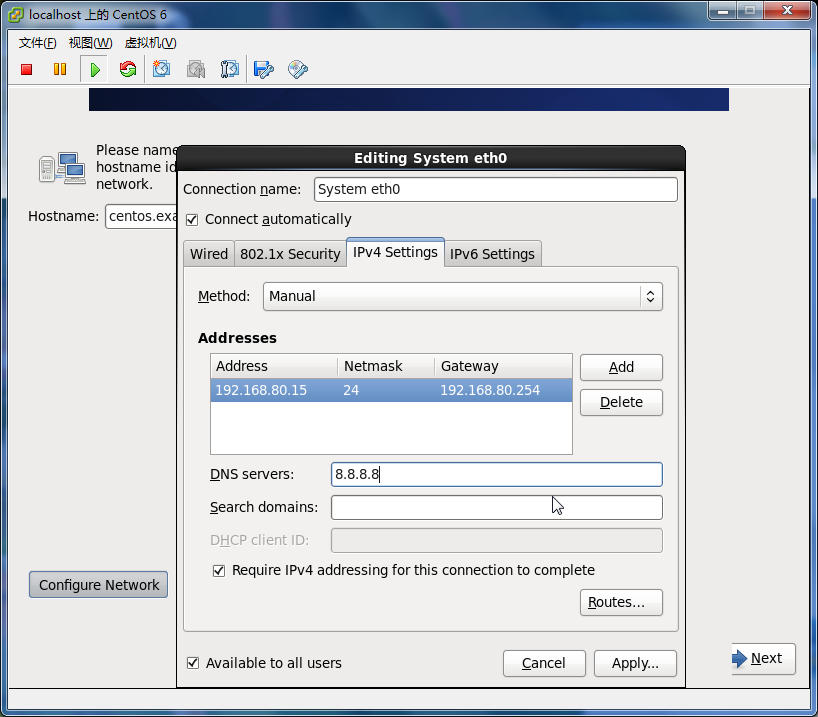 localhost 上的 CentOS 6
文件(F) 视图(W) 虚拟机(V)
Please name
hostname id
network.
Hostname: centos.exa
Editing System eth0
Connection name: System eth0
Connect automatically
Wired 802.1x Security IPv4 Settings IPv6 Settings
Method: Manual
Addresses
Address Netmask Gateway
192.168.80.15 24 192.168.80.254
Add
Delete
DNS servers: 8.8.8.8
Search domains:
DHCP client ID:
Require IPv4 addressing for this connection to complete
Configure Network
Routes...
Available to all users
Cancel Apply...
Next